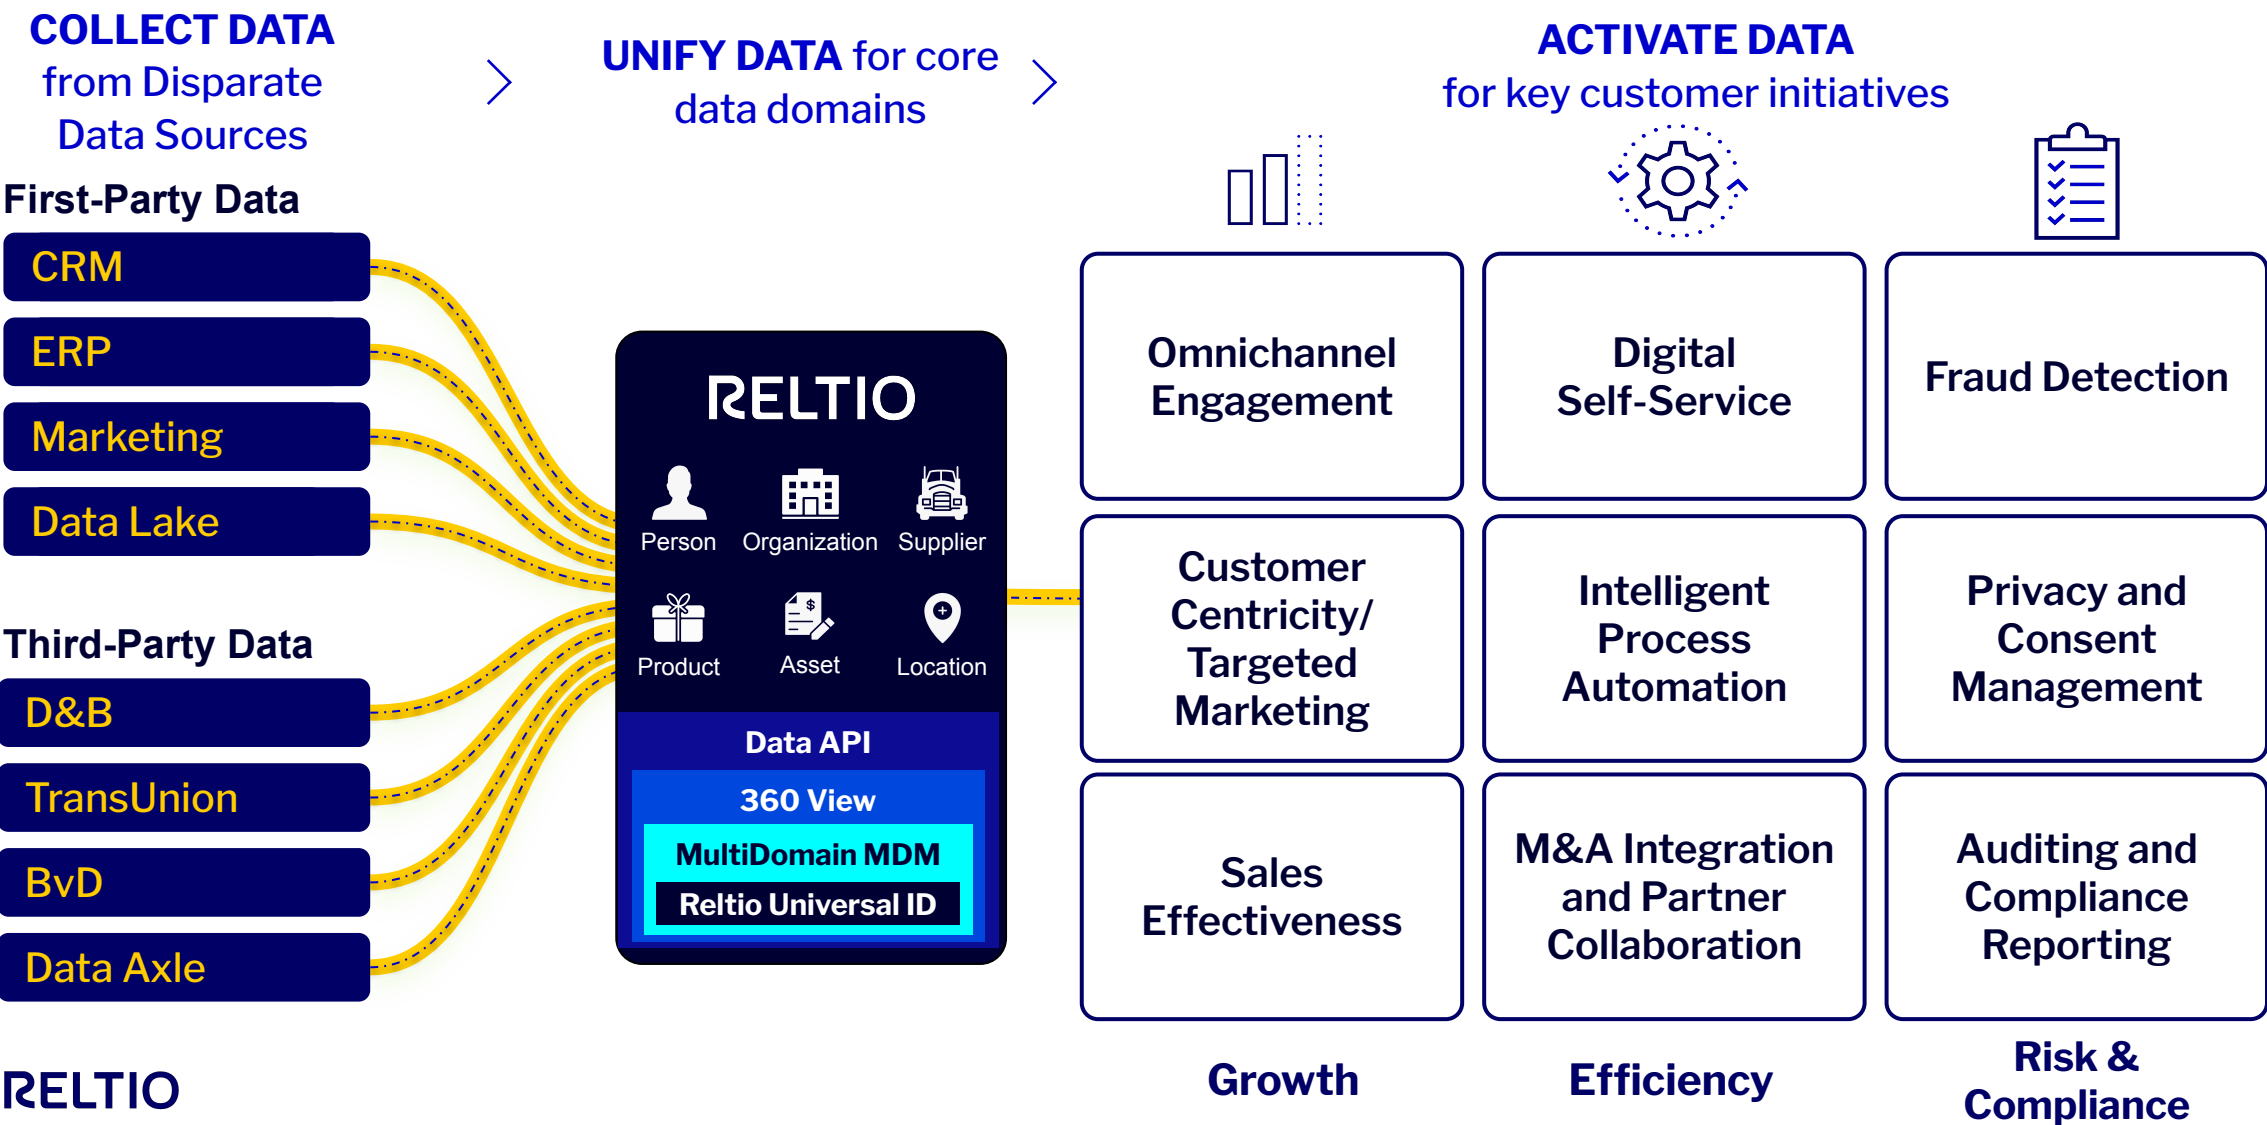 COLLECT DATA
from Disparate
Data Sources
UNIFY DATA for core
data domains
ACTIVATE DATA
for key customer initiatives
First-Party Data
CRM
ERP
Marketing
Data Lake
Third-Party Data
D&B
TransUnion
BvD
Data Axle
RELTIO
Person
Organization
Supplier
Product
Asset
Location
Data API
360 View
MultiDomain MDM
Reltio Universal ID
Omnichannel
Engagement
Digital
Self-Service
Fraud Detection
Customer
Centricity/
Targeted
Marketing
Intelligent
Process
Automation
Privacy and
Consent
Management
Sales
Effectiveness
M&A Integration
and Partner
Collaboration
Auditing and
Compliance
Reporting
Growth
Efficiency
Risk &
Compliance
RELTIO